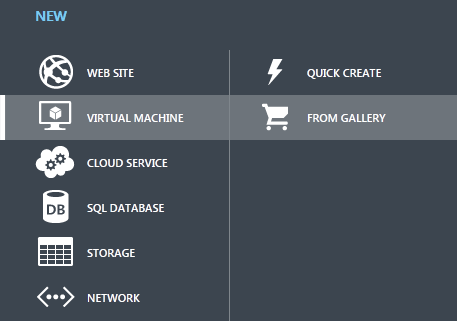 NEW
WEB SITE
VIRTUAL MACHINE
CLOUD SERVICE
DB
SQL DATABASE
STORAGE
NETWORK
QUICK CREATE
FROM GALLERY